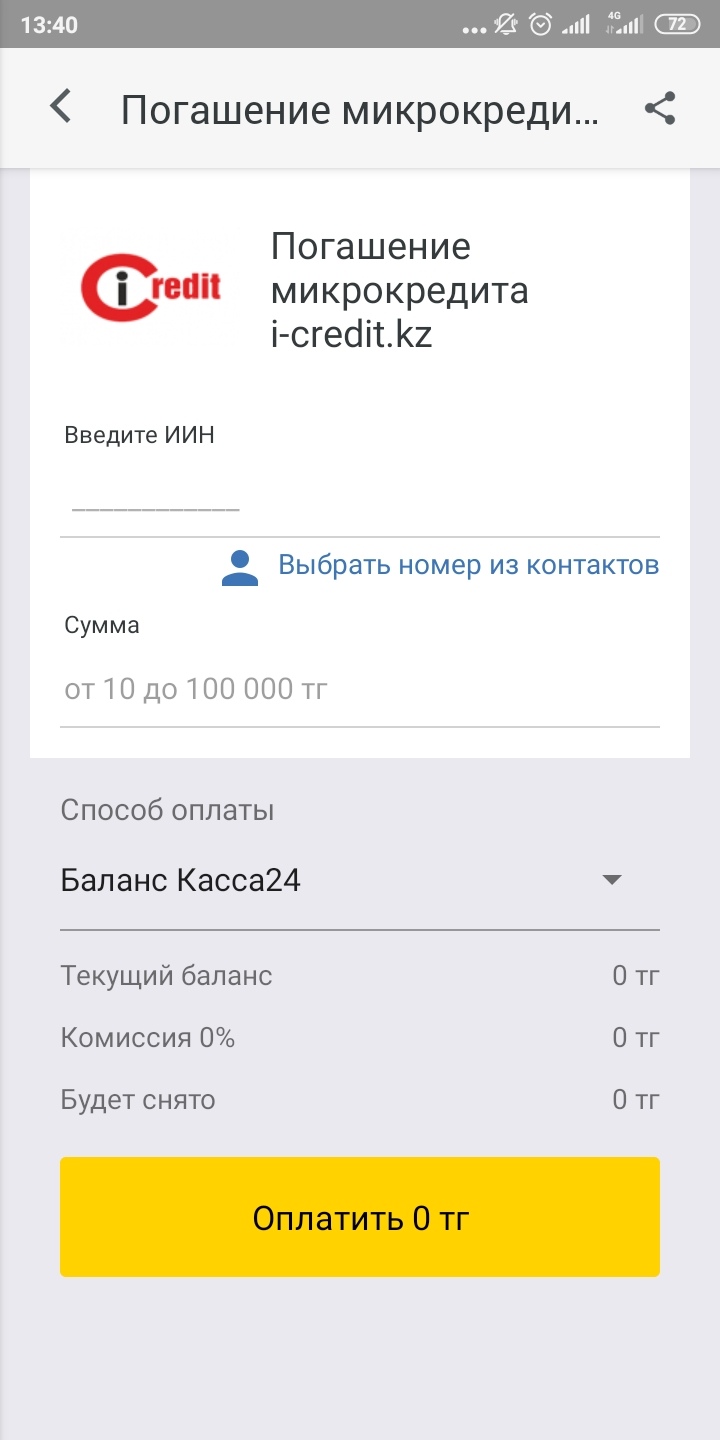 13:40
4G
72
Погашение микрокреди...
iCredit
Погашение
микрокредита
i-credit.kz
Введите ИИН
____________
Выбрать номер из контактов
Сумма
от 10 до 100 000 тг
Способ оплаты
Баланс Касса24
Текущий баланс 0 тг
Комиссия 0% 0 тг
Будет снято 0 тг
Оплатить 0 тг